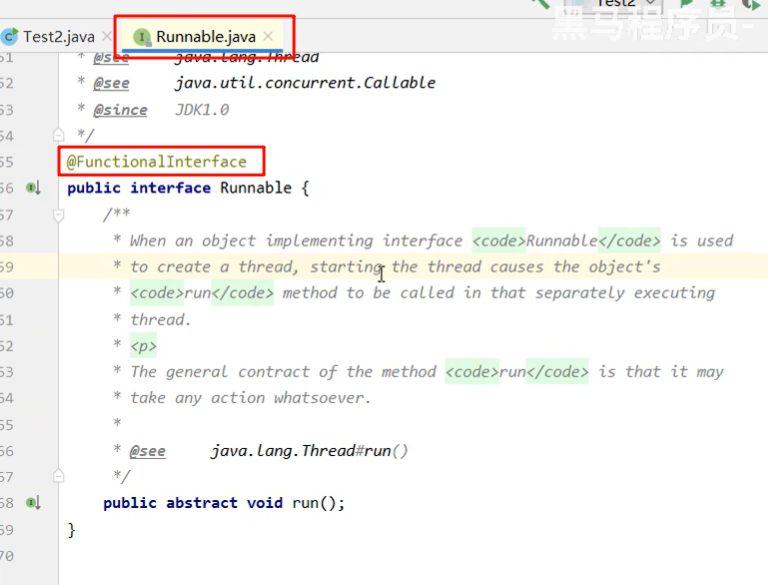 Test2
黑马程序员-
Test2.java
Runnable.java
51 * @see java.lang.Thread
52 * @see java.util.concurrent.Callable
53 * @since JDK1.0
54 */
55 @FunctionalInterface
56 public interface Runnable {
57 /**
58 * When an object implementing interface <code>Runnable</code> is used
59 * to create a thread, starting the thread causes the object's
60 * <code>run</code> method to be called in that separately executing
61 * thread.
62 * <p>
63 * The general contract of the method <code>run</code> is that it may
64 * take any action whatsoever.
65 *
66 * @see java.lang.Thread#run()
67 */
68 public abstract void run();
69 }
70